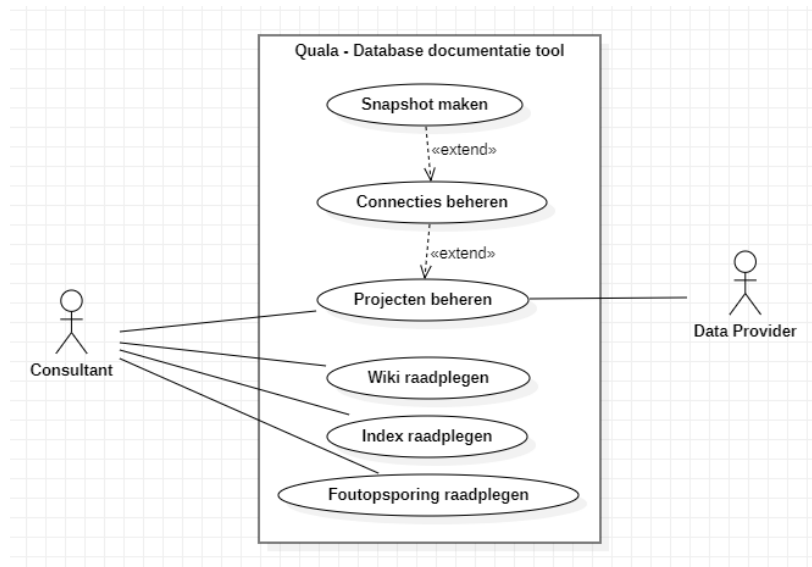 Quala - Database documentatie tool
Snapshot maken
«extend»
Connecties beheren
«extend»
Projecten beheren
Data Provider
Consultant
Wiki raadplegen
Index raadplegen
Foutopsporing raadplegen